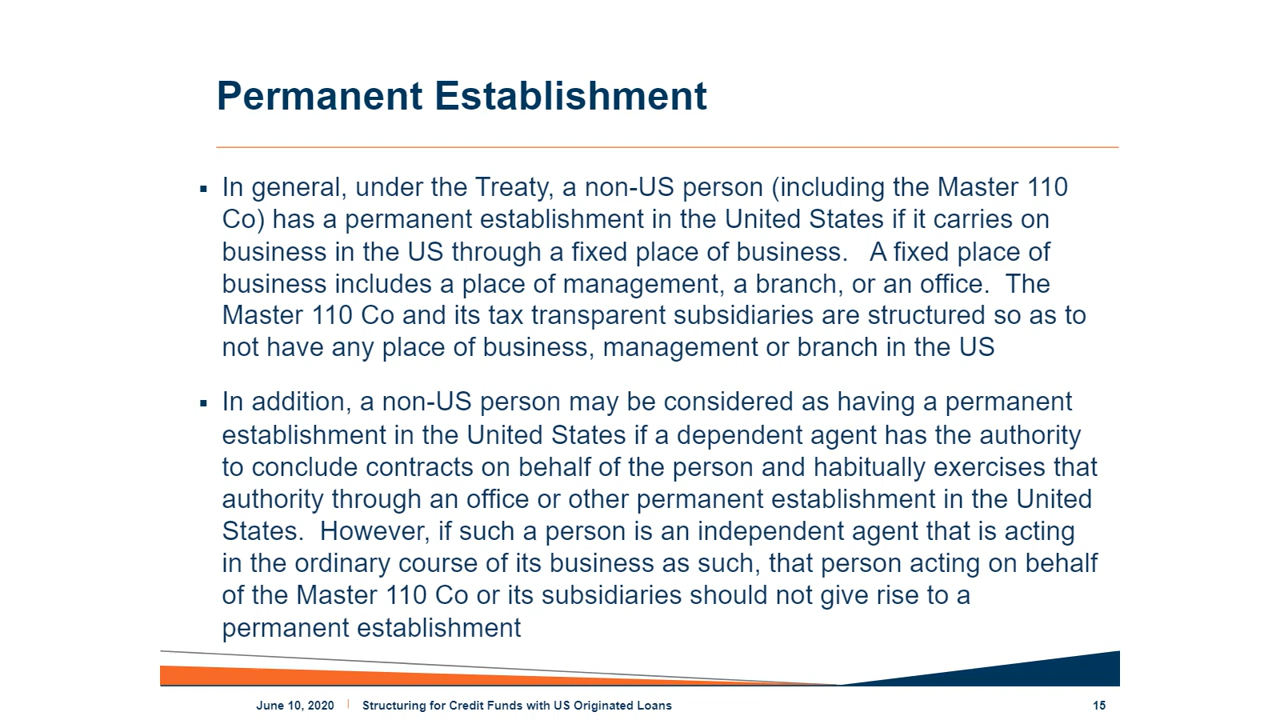 Permanent Establishment
▪ In general, under the Treaty, a non-US person (including the Master 110
Co) has a permanent establishment in the United States if it carries on
business in the US through a fixed place of business.   A fixed place of
business includes a place of management, a branch, or an office.  The
Master 110 Co and its tax transparent subsidiaries are structured so as to
not have any place of business, management or branch in the US
▪ In addition, a non-US person may be considered as having a permanent
establishment in the United States if a dependent agent has the authority
to conclude contracts on behalf of the person and habitually exercises that
authority through an office or other permanent establishment in the United
States.  However, if such a person is an independent agent that is acting
in the ordinary course of its business as such, that person acting on behalf
of the Master 110 Co or its subsidiaries should not give rise to a
permanent establishment
June 10, 2020 | Structuring for Credit Funds with US Originated Loans 15